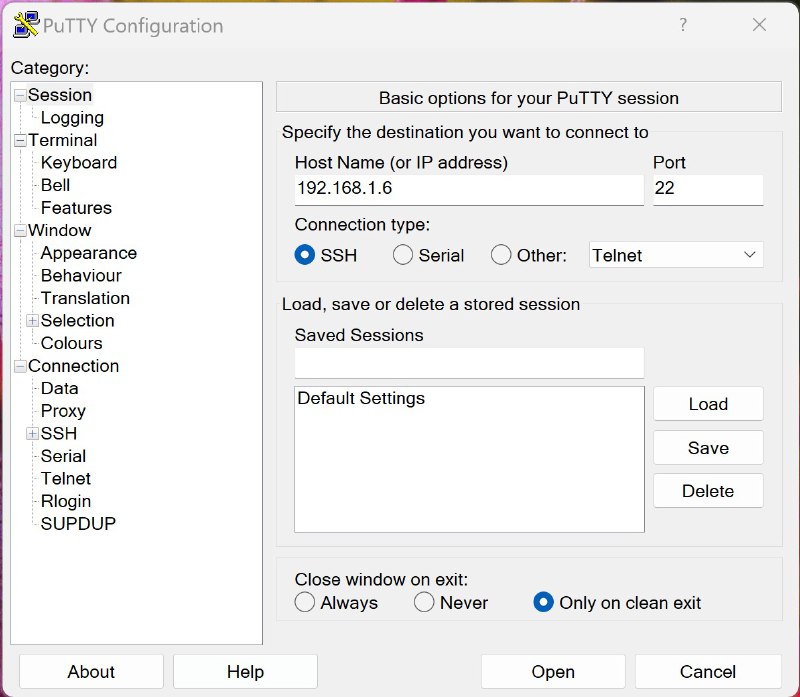 PuTTY Configuration
?
Category:
Session
Logging
Terminal
Keyboard
Bell
Features
Window
Appearance
Behaviour
Translation
Selection
Colours
Connection
Data
Proxy
SSH
Serial
Telnet
Rlogin
SUPDUP
Basic options for your PuTTY session
Specify the destination you want to connect to
Host Name (or IP address) Port
192.168.1.6 22
Connection type:
SSH Serial Other: Telnet
Load, save or delete a stored session
Saved Sessions
Default Settings
Load
Save
Delete
Close window on exit:
Always Never Only on clean exit
About Help Open Cancel